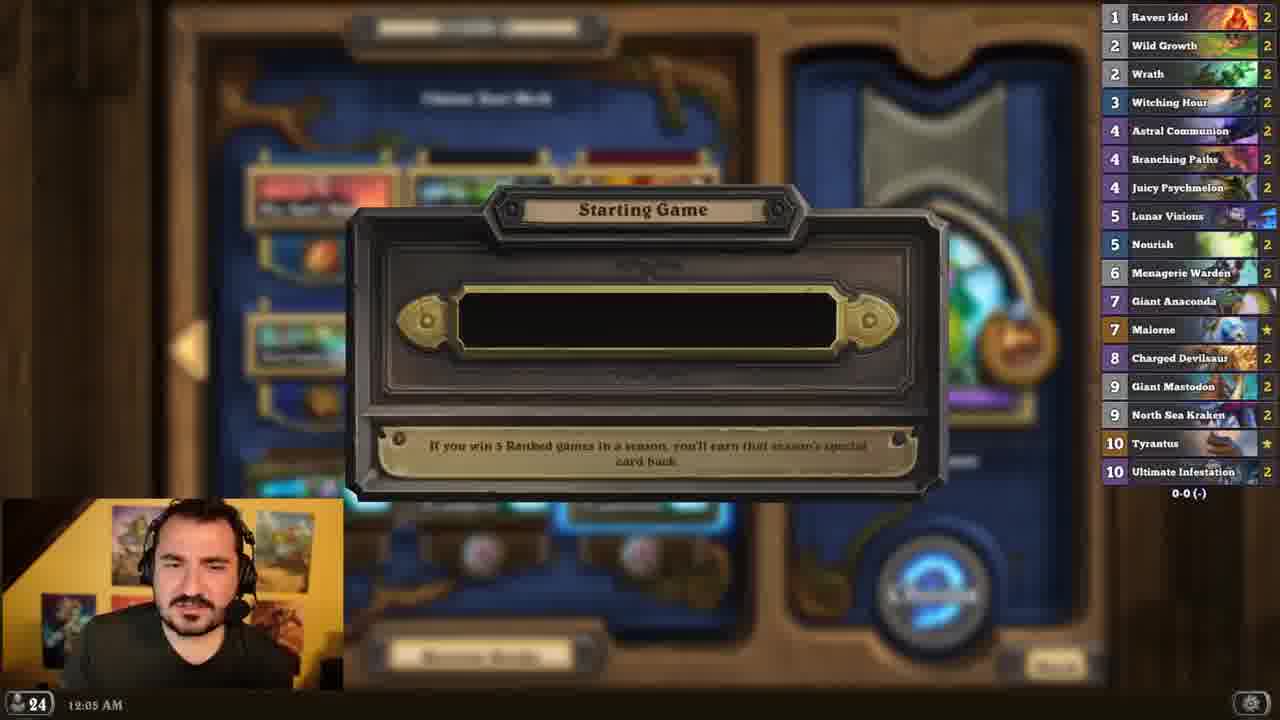 Starting Game
If you win 5 Ranked games in a season, you'll earn that season's special
card back.
1 Raven Idol 2
2 Wild Growth 2
2 Wrath 2
3 Witching Hour 2
4 Astral Communion 2
4 Branching Paths 2
4 Juicy Psychmelon 2
5 Lunar Visions
5 Nourish 2
6 Menagerie Warden 2
7 Giant Anaconda
7 Malorne ★
8 Charged Devilsaur 2
9 Giant Mastodon 2
9 North Sea Kraken 2
10 Tyrantus ★
10 Ultimate Infestation 2
0-0 (-)
24 12:05 AM